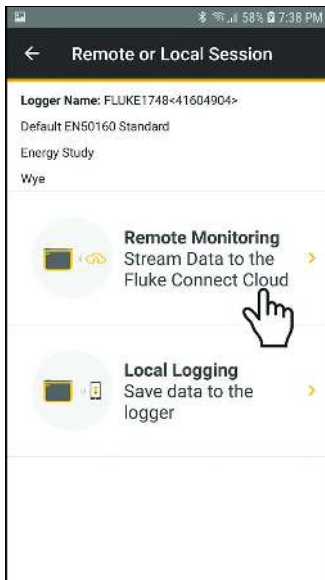 58% 7:38 PM
Remote or Local Session
Logger Name: FLUKE1748<41604904>
Default EN50160 Standard
Energy Study
Wye
Remote Monitoring
Stream Data to the
Fluke Connect Cloud
Local Logging
Save data to the
logger